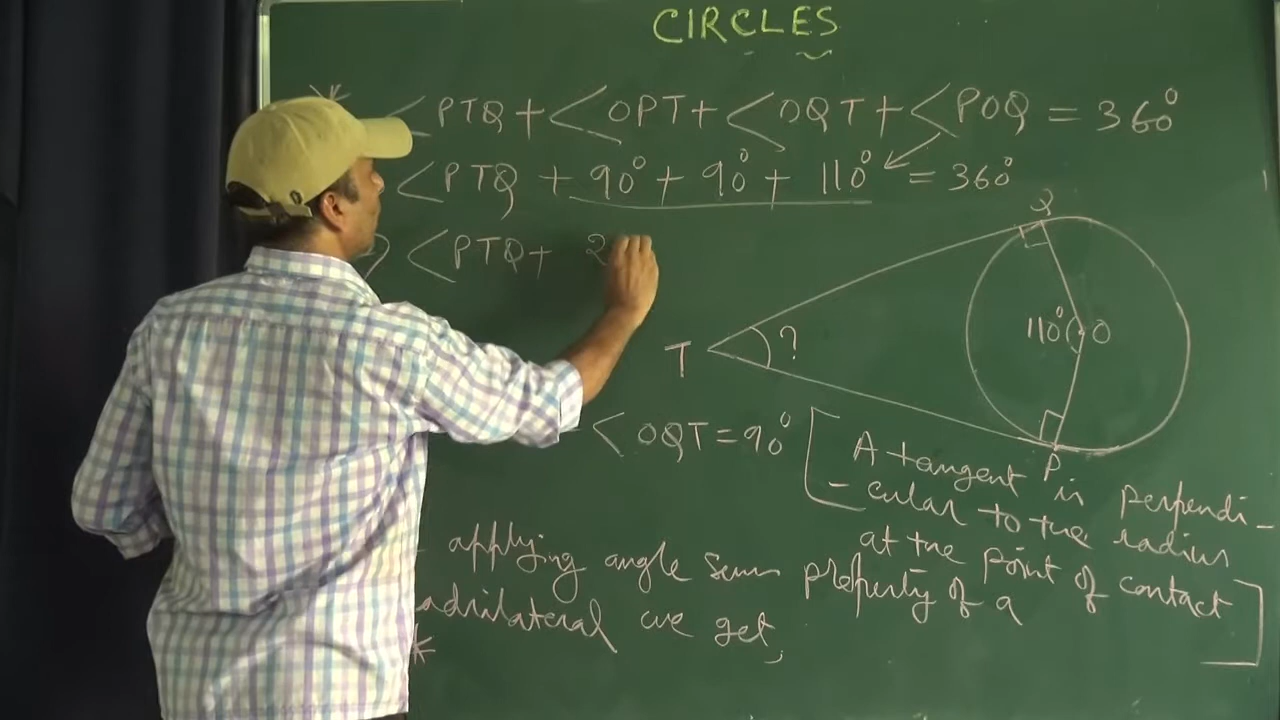 CIRCLES
* <PTQ + <OPT + <OQT + <POQ = 360°
<PTQ + 90° + 90° + 110° = 360°
<PTQ + 2
Q
T
?
110°
O
P
< OQT = 90°
[A tangent is perpendi-
-cular to the radius
at the point of contact]
applying angle sum property of a
adrilateral we get,
*